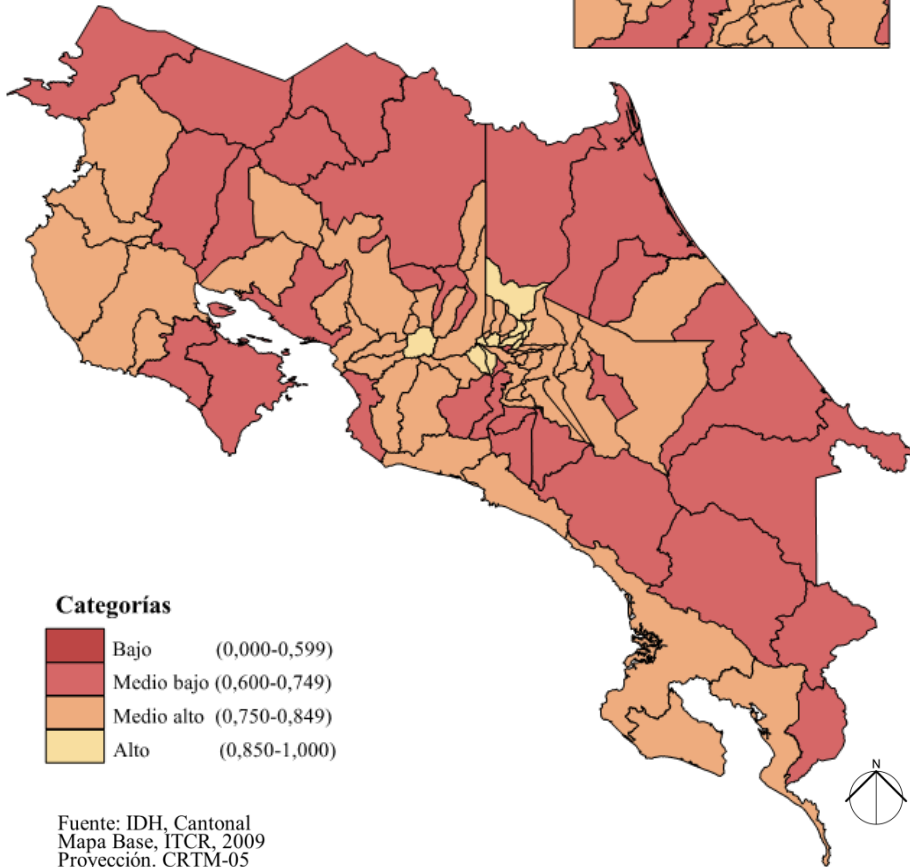 Categorías
Bajo (0,000-0,599)
Medio bajo (0,600-0,749)
Medio alto (0,750-0,849)
Alto (0,850-1,000)
N
Fuente: IDH, Cantonal
Mapa Base, ITCR, 2009
Proyección. CRTM-05